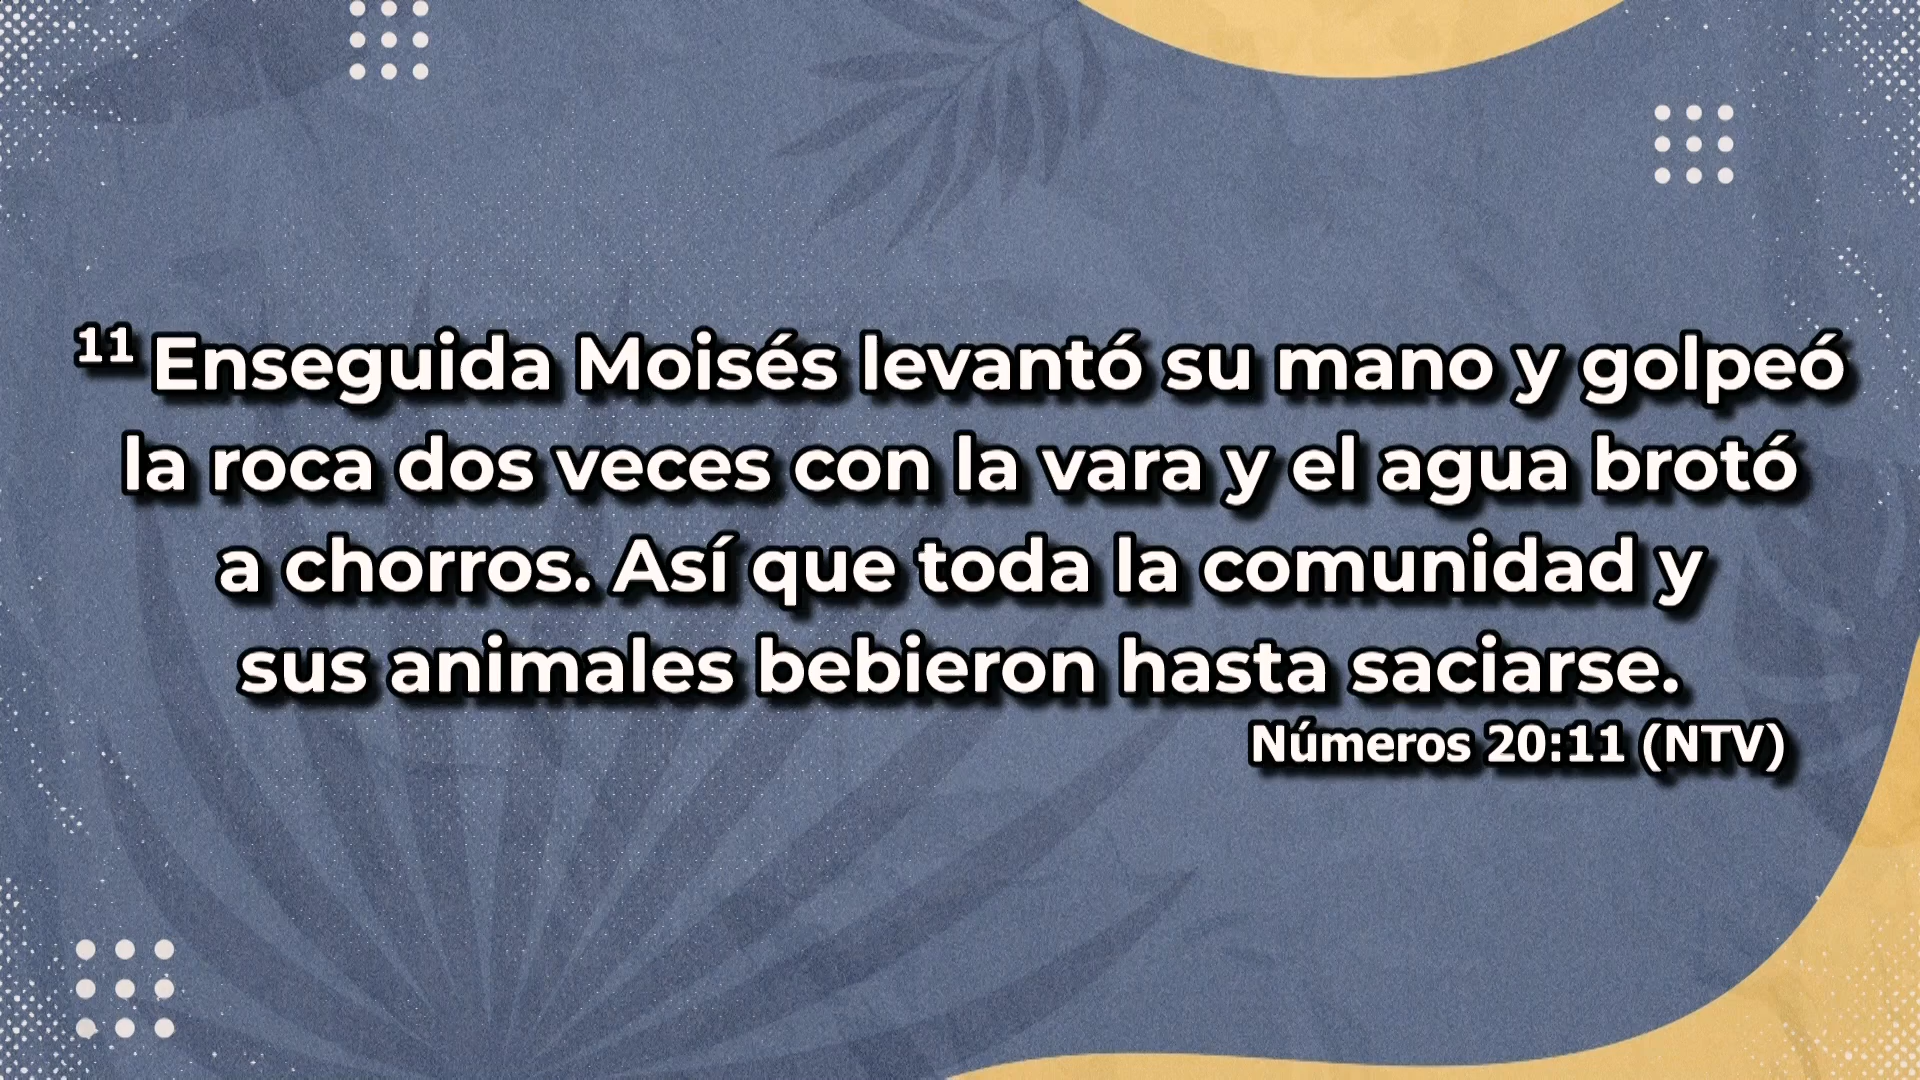 11 Enseguida Moisés levantó su mano y golpeó
la roca dos veces con la vara y el agua brotó
a chorros. Así que toda la comunidad y
sus animales bebieron hasta saciarse.
Números 20:11 (NTV)